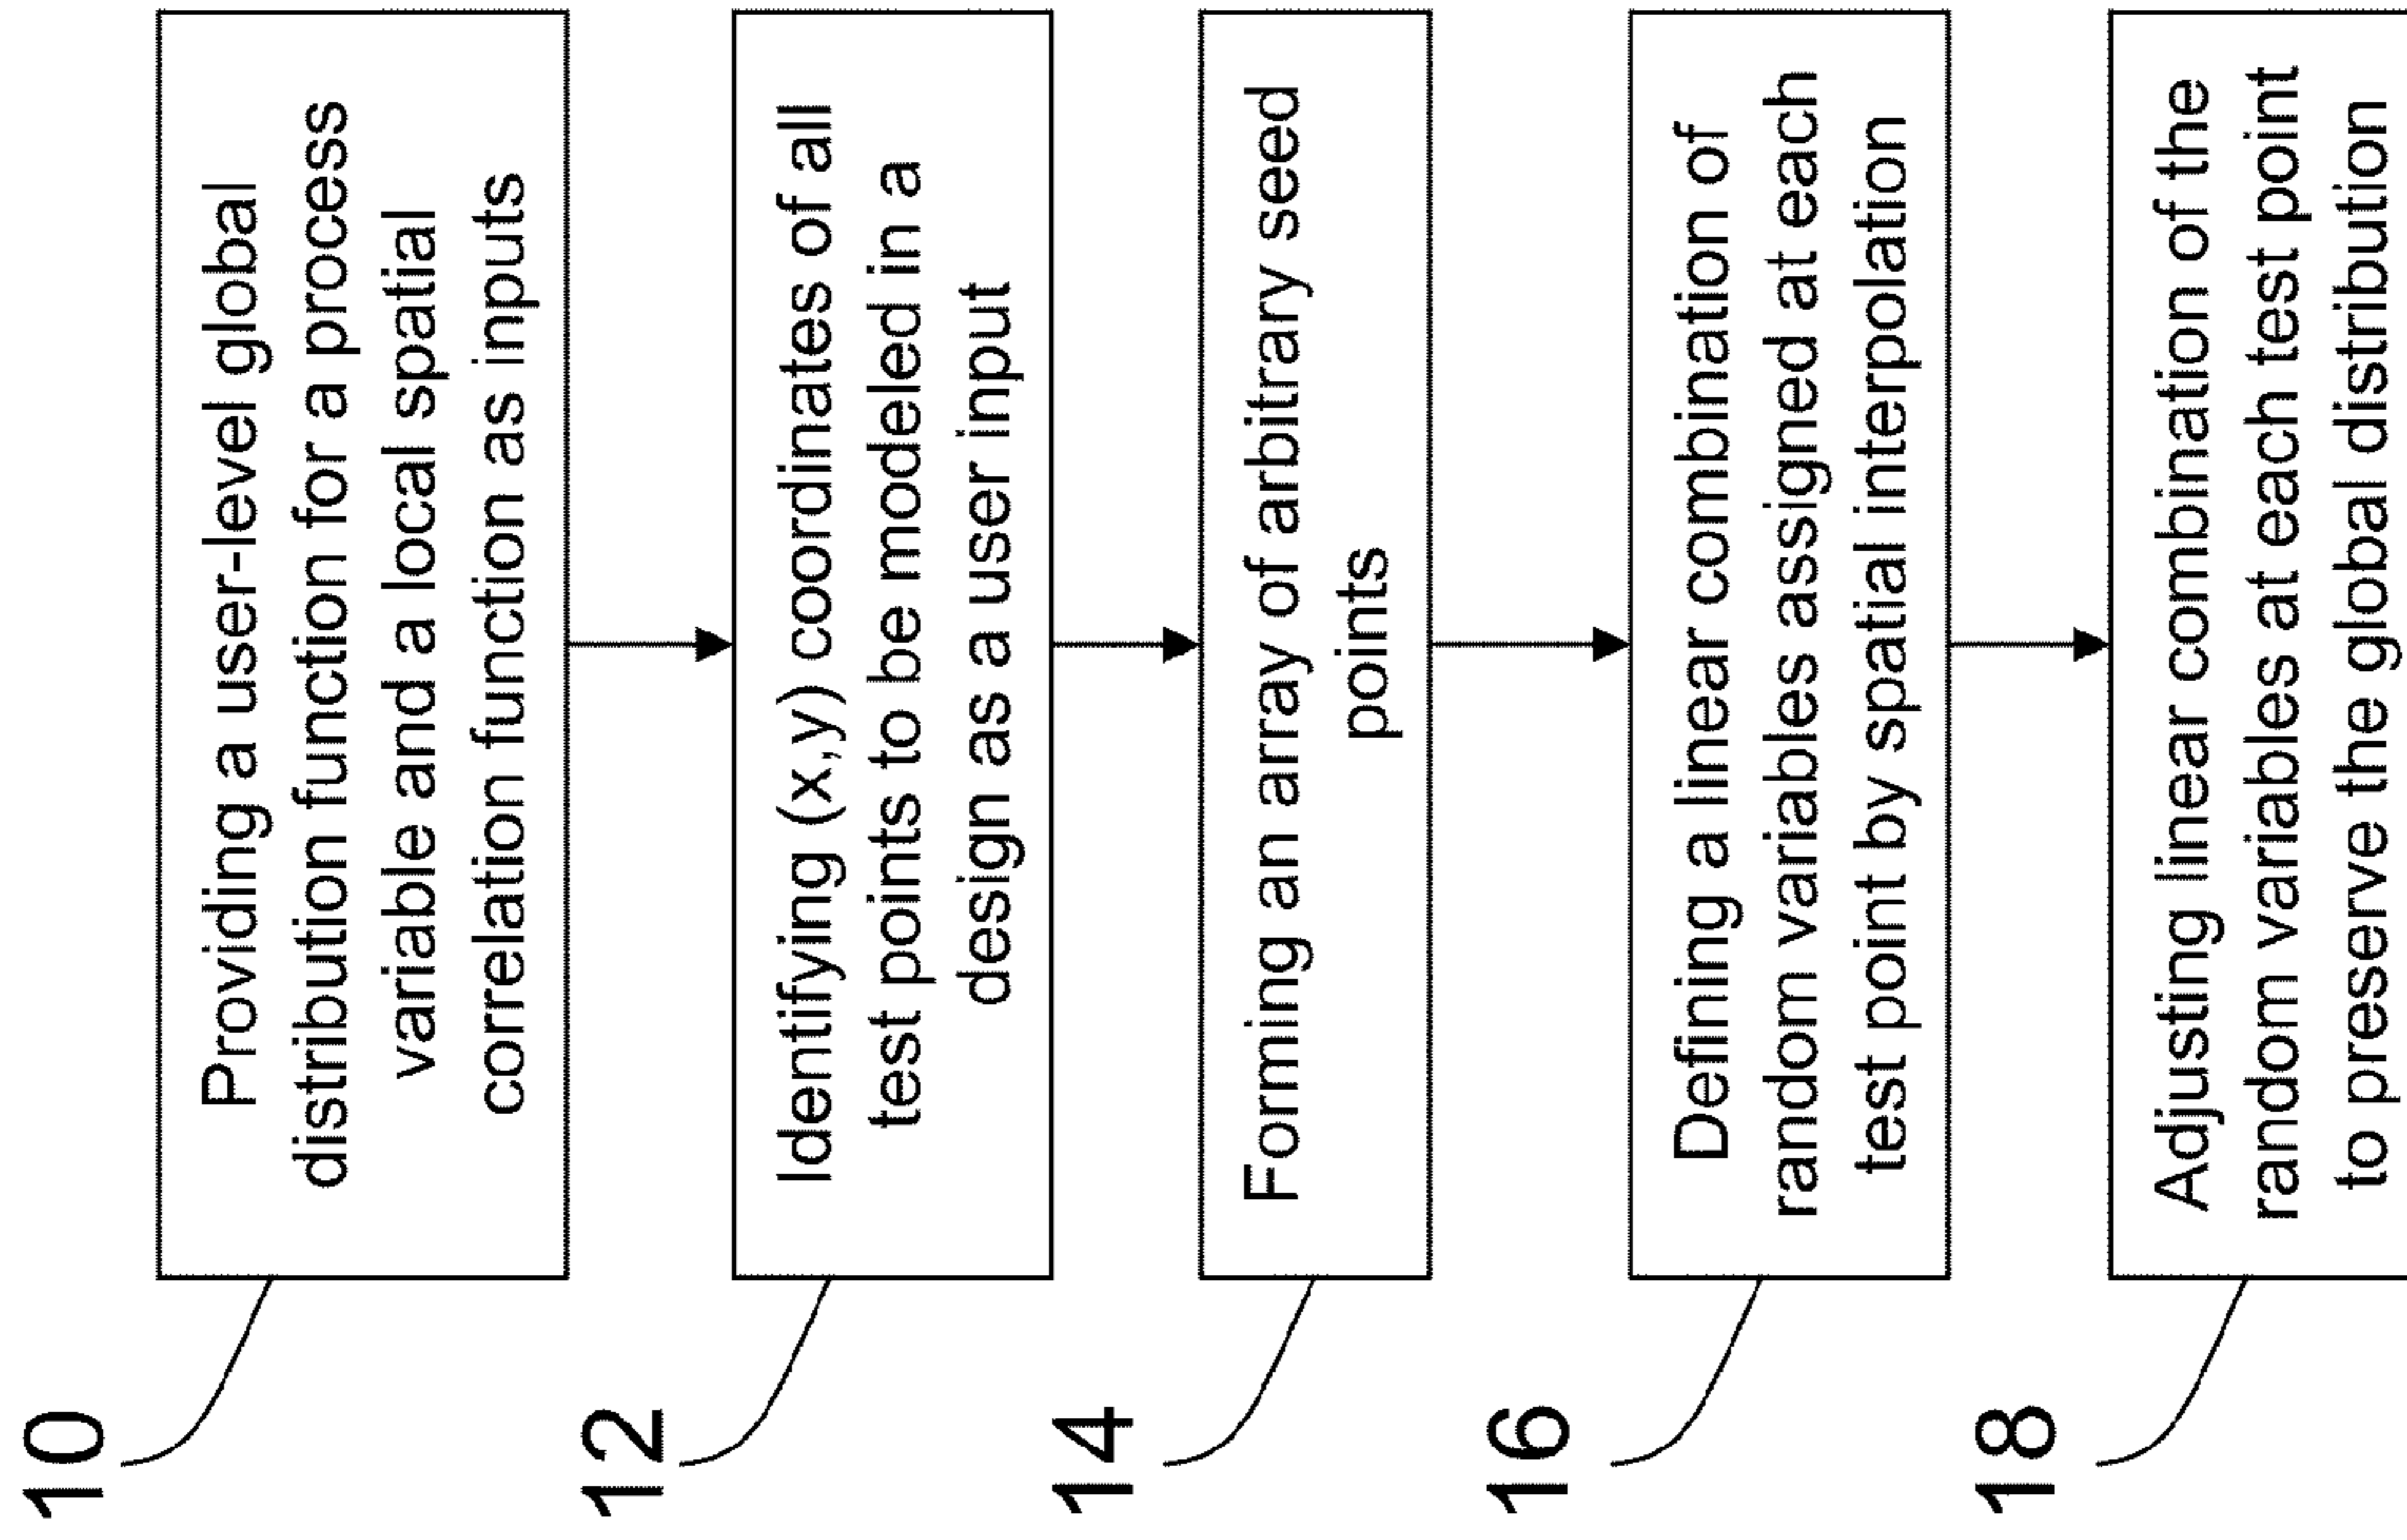 10
Providing a user-level global
distribution function for a process
variable and a local spatial
correlation function as inputs
12
Identifying (x,y) coordinates of all
test points to be modeled in a
design as a user input
14
Forming an array of arbitrary seed
points
16
Defining a linear combination of
random variables assigned at each
test point by spatial interpolation
18
Adjusting linear combination of the
random variables at each test point
to preserve the global distribution